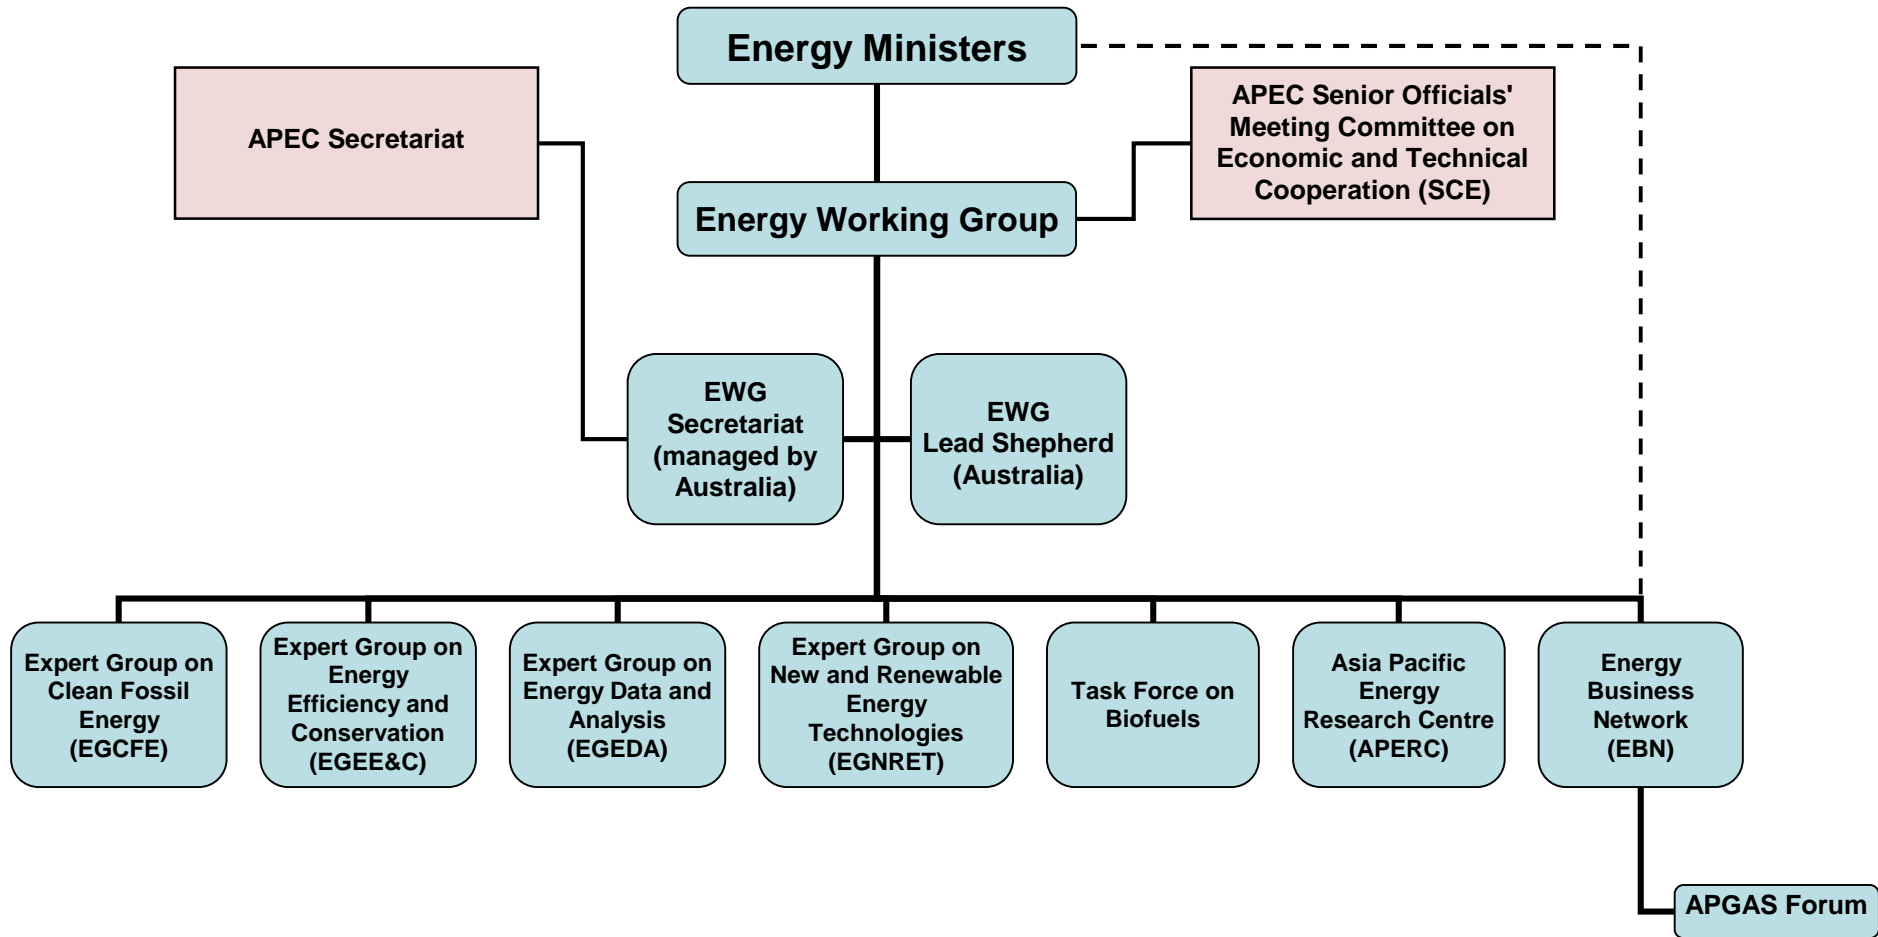 Energy Ministers
APEC Secretariat
APEC Senior Officials'
Meeting Committee on
Economic and Technical
Cooperation (SCE)
Energy Working Group
EWG
Secretariat
(managed by
Australia)
EWG
Lead Shepherd
(Australia)
Expert Group on
Clean Fossil
Energy
(EGCFE)
Expert Group on
Energy
Efficiency and
Conservation
(EGEE&C)
Expert Group on
Energy Data and
Analysis
(EGEDA)
Expert Group on
New and Renewable
Energy
Technologies
(EGNRET)
Task Force on
Biofuels
Asia Pacific
Energy
Research Centre
(APERC)
Energy
Business
Network
(EBN)
APGAS Forum